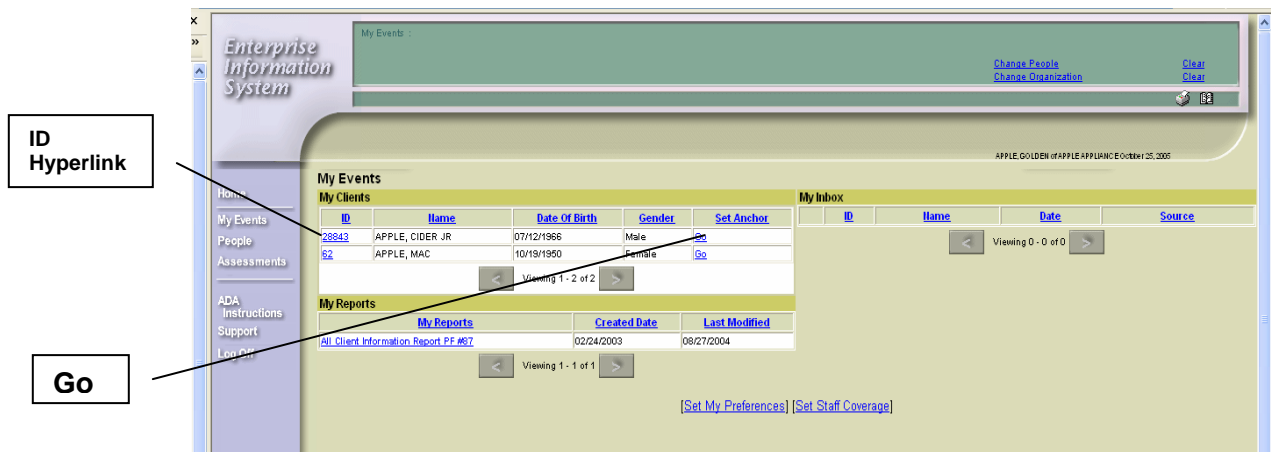 ×
»
Enterprise
Information
System
My Events :
Change People Clear
Change Organization Clear
ID
Hyperlink
APPLE,GOLDEN of APPLE APPLIANCE October 25, 2005
My Events
Home
My Clients
My Inbox
ID Name Date Of Birth Gender Set Anchor
ID Name Date Source
My Events
28843 APPLE, CIDER JR 07/12/1966 Male Go
< Viewing 0 - 0 of 0 >
People
62 APPLE, MAC 10/19/1950 Female Go
Assessments
< Viewing 1 - 2 of 2 >
ADA
Instructions
My Reports
My Reports Created Date Last Modified
Support
All Client Information Report PF #87 02/24/2003 08/27/2004
Log Off
< Viewing 1 - 1 of 1 >
Go
[Set My Preferences] [Set Staff Coverage]